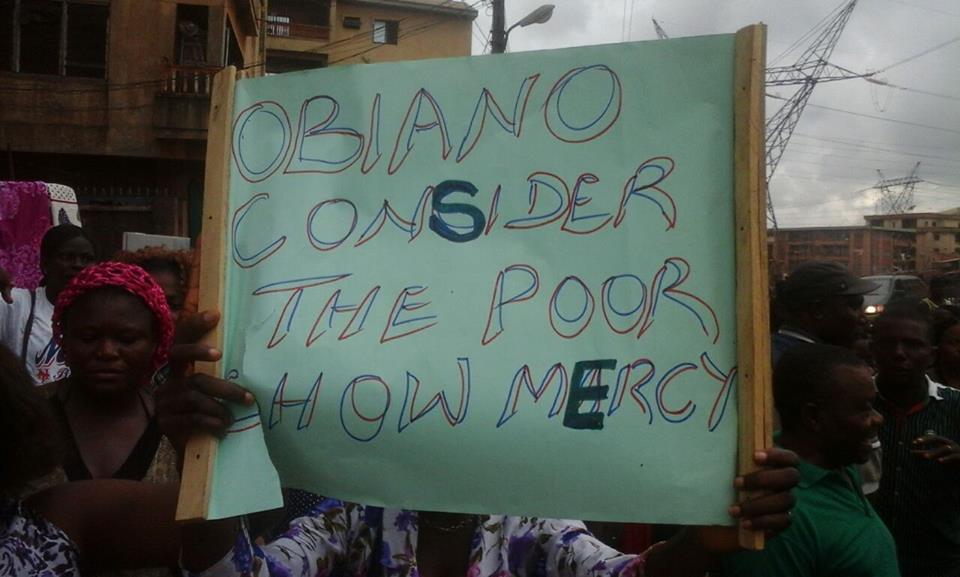 OBIANO
CONSIDER
THE POOR
SHOW MERCY